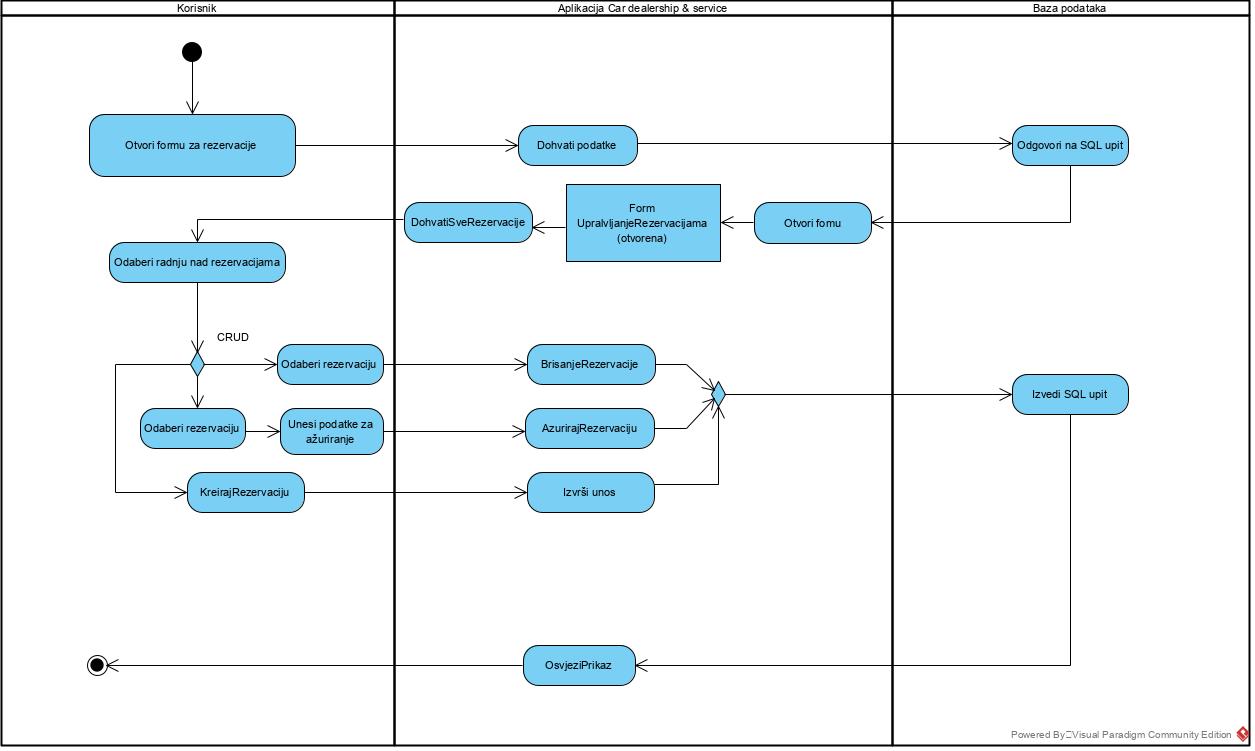 Korisnik
Aplikacija Car dealership & service
Baza podataka
Otvori formu za rezervacije
Dohvati podatke
Odgovori na SQL upit
DohvatiSveRezervacije
Form
UpralvljanjeRezervacijama
(otvorena)
Otvori fomu
Odaberi radnju nad rezervacijama
CRUD
Odaberi rezervaciju
BrisanjeRezervacije
Izvedi SQL upit
Odaberi rezervaciju
Unesi podatke za
ažuriranje
AzurirajRezervaciju
KreirajRezervaciju
Izvrši unos
OsvjeziPrikaz
Powered By Visual Paradigm Community Edition